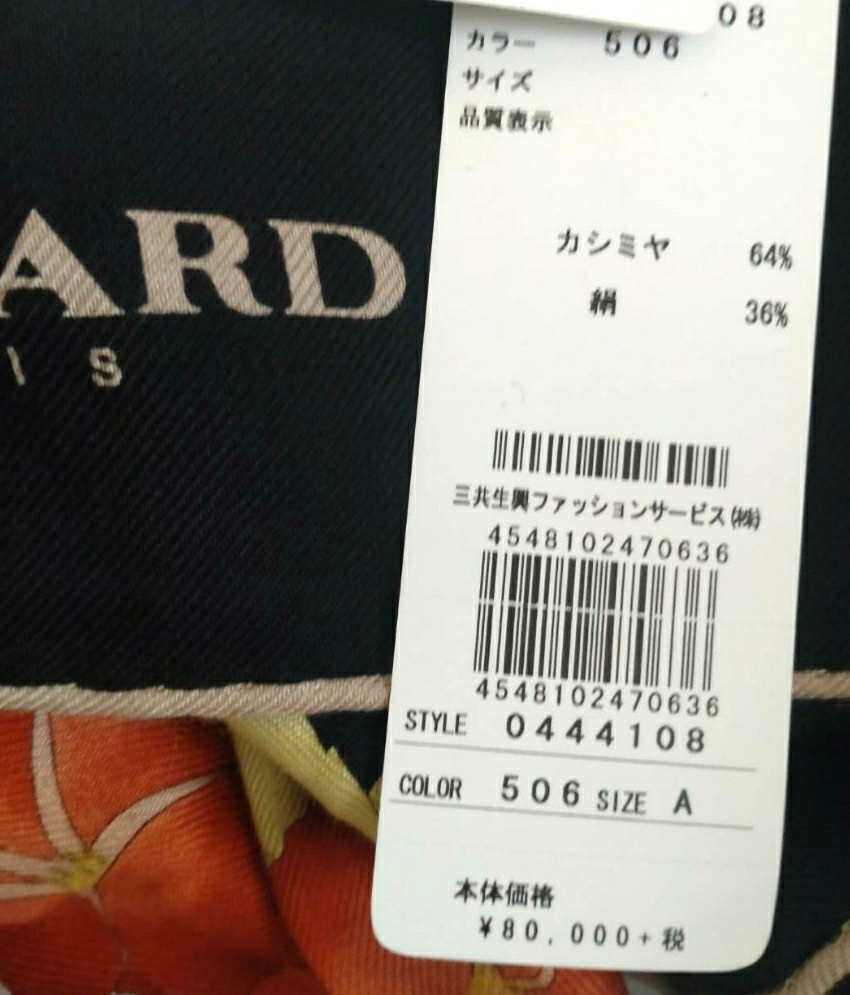 08
カラー 506
サイズ
品質表示
ARD
IS
カシミヤ 64%
絹 36%
三共生興ファッションサービス(株)
4548102470636
4548102470636
STYLE 0444108
COLOR 506 SIZE A
本体価格
¥80,000+税